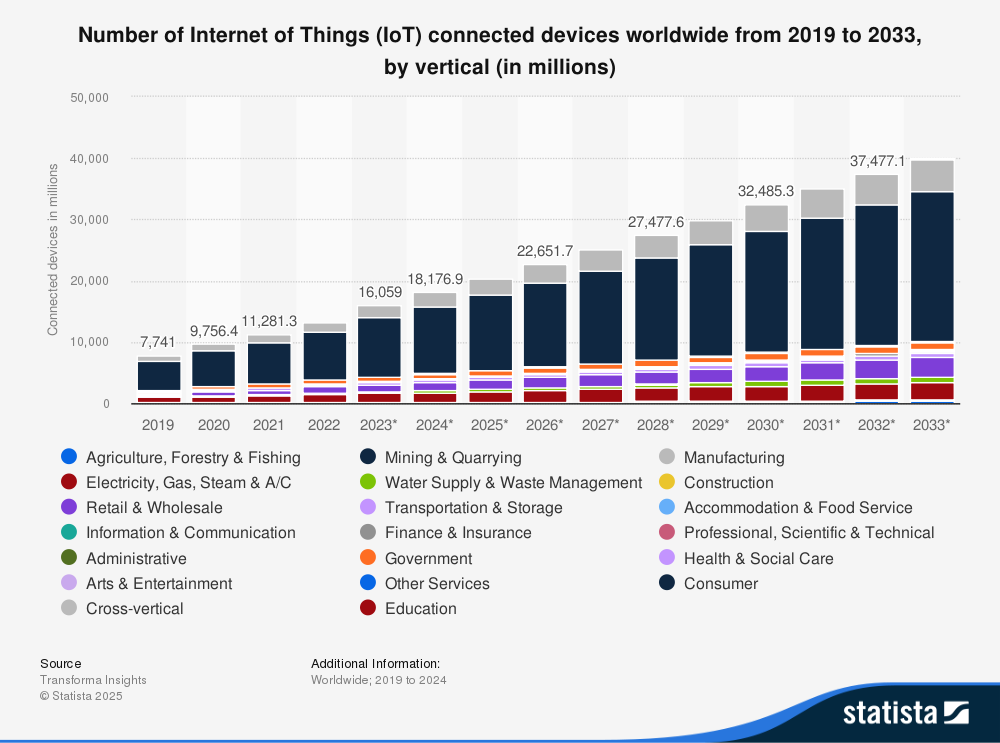 Number of Internet of Things (IoT) connected devices worldwide from 2019 to 2033,
by vertical (in millions)
Connected devices in millions
50,000
40,000
30,000
20,000
10,000
0
7,741
9,756.4
11,281.3
16,059
18,176.9
22,651.7
27,477.6
32,485.3
37,477.1
2019 2020 2021 2022 2023* 2024* 2025* 2026* 2027* 2028* 2029* 2030* 2031* 2032* 2033*
Agriculture, Forestry & Fishing Mining & Quarrying Manufacturing
Electricity, Gas, Steam & A/C Water Supply & Waste Management Construction
Retail & Wholesale Transportation & Storage Accommodation & Food Service
Information & Communication Finance & Insurance Professional, Scientific & Technical
Administrative Government Health & Social Care
Arts & Entertainment Other Services Consumer
Cross-vertical Education
Source Additional Information:
Transforma Insights Worldwide; 2019 to 2024
© Statista 2025
statista